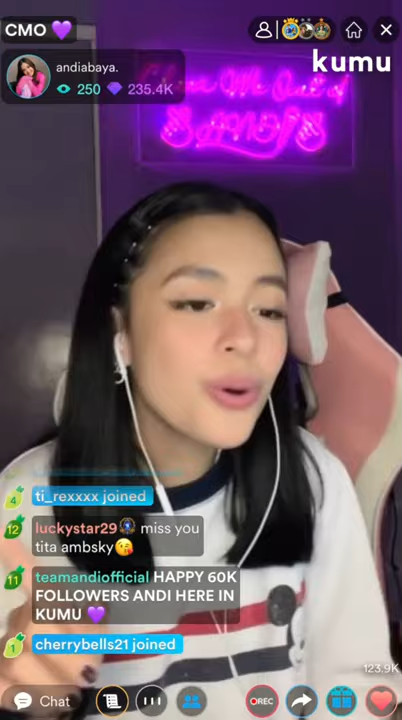 CMO 💜
kumu
andiabaya.
250 235.4K
4
ti_rexxxx joined
12
luckystar29 miss you
tita ambsky😘
11
teamandiofficial HAPPY 60K
FOLLOWERS ANDI HERE IN
KUMU 💜
1
cherrybells21 joined
123.9K
Chat
REC